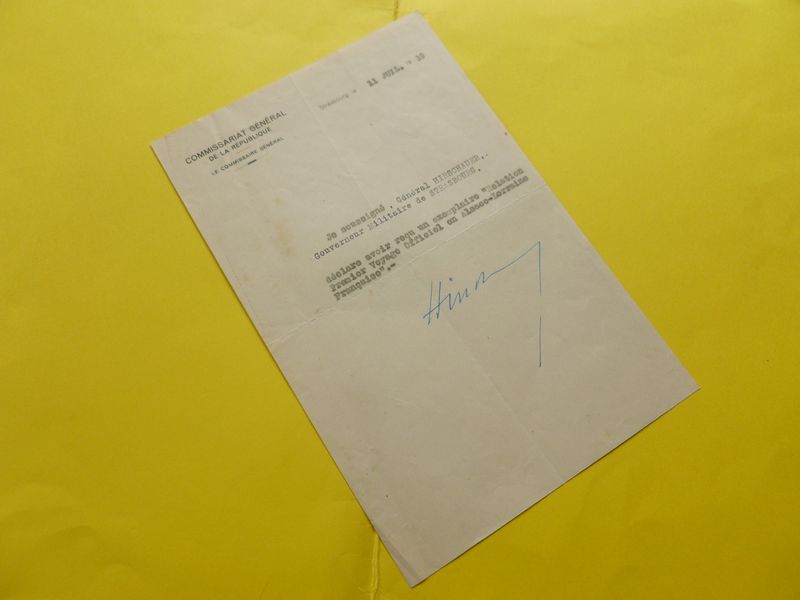 COMMISSARIAT GÉNÉRAL
DE LA RÉPUBLIQUE
LE COMMISSAIRE GÉNÉRAL
Strasbourg le 11 JUIL. 19
Je soussigné, Général HIRSCHAUER,
Gouverneur Militaire de STRASBOURG,
déclare avoir reçu un exemplaire "Relation
Premier Voyage Officiel en Alsace-Lorraine
Française".-